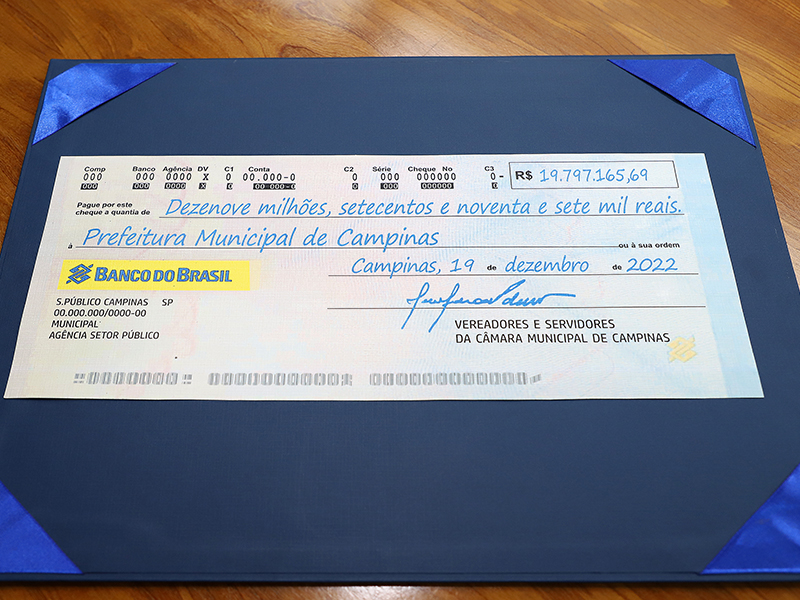 Comp Banco Agência DV C1 Conta C2 Série Cheque No C3
000 000 0000 X 0 00.000-0 0 000 000000 0 - R$ 19.797.165,69
000 000 0000 X 0 00 000-0 0 000 000000 0
Pague por este
cheque a quantia de Dezenove milhões, setecentos e noventa e sete mil reais.
à Prefeitura Municipal de Campinas ou à sua ordem
BANCO DO BRASIL Campinas, 19 de dezembro de 2022
S.PÚBLICO CAMPINAS SP
00.000.000/0000-00
MUNICIPAL
AGÊNCIA SETOR PÚBLICO
VEREADORES E SERVIDORES
DA CÂMARA MUNICIPAL DE CAMPINAS